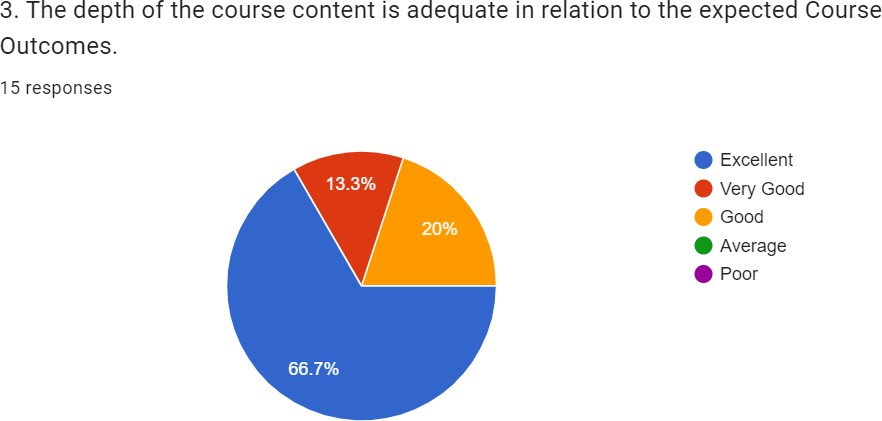 3. The depth of the course content is adequate in relation to the expected Course
Outcomes.
15 responses
13.3%
20%
66.7%
Excellent
Very Good
Good
Average
Poor